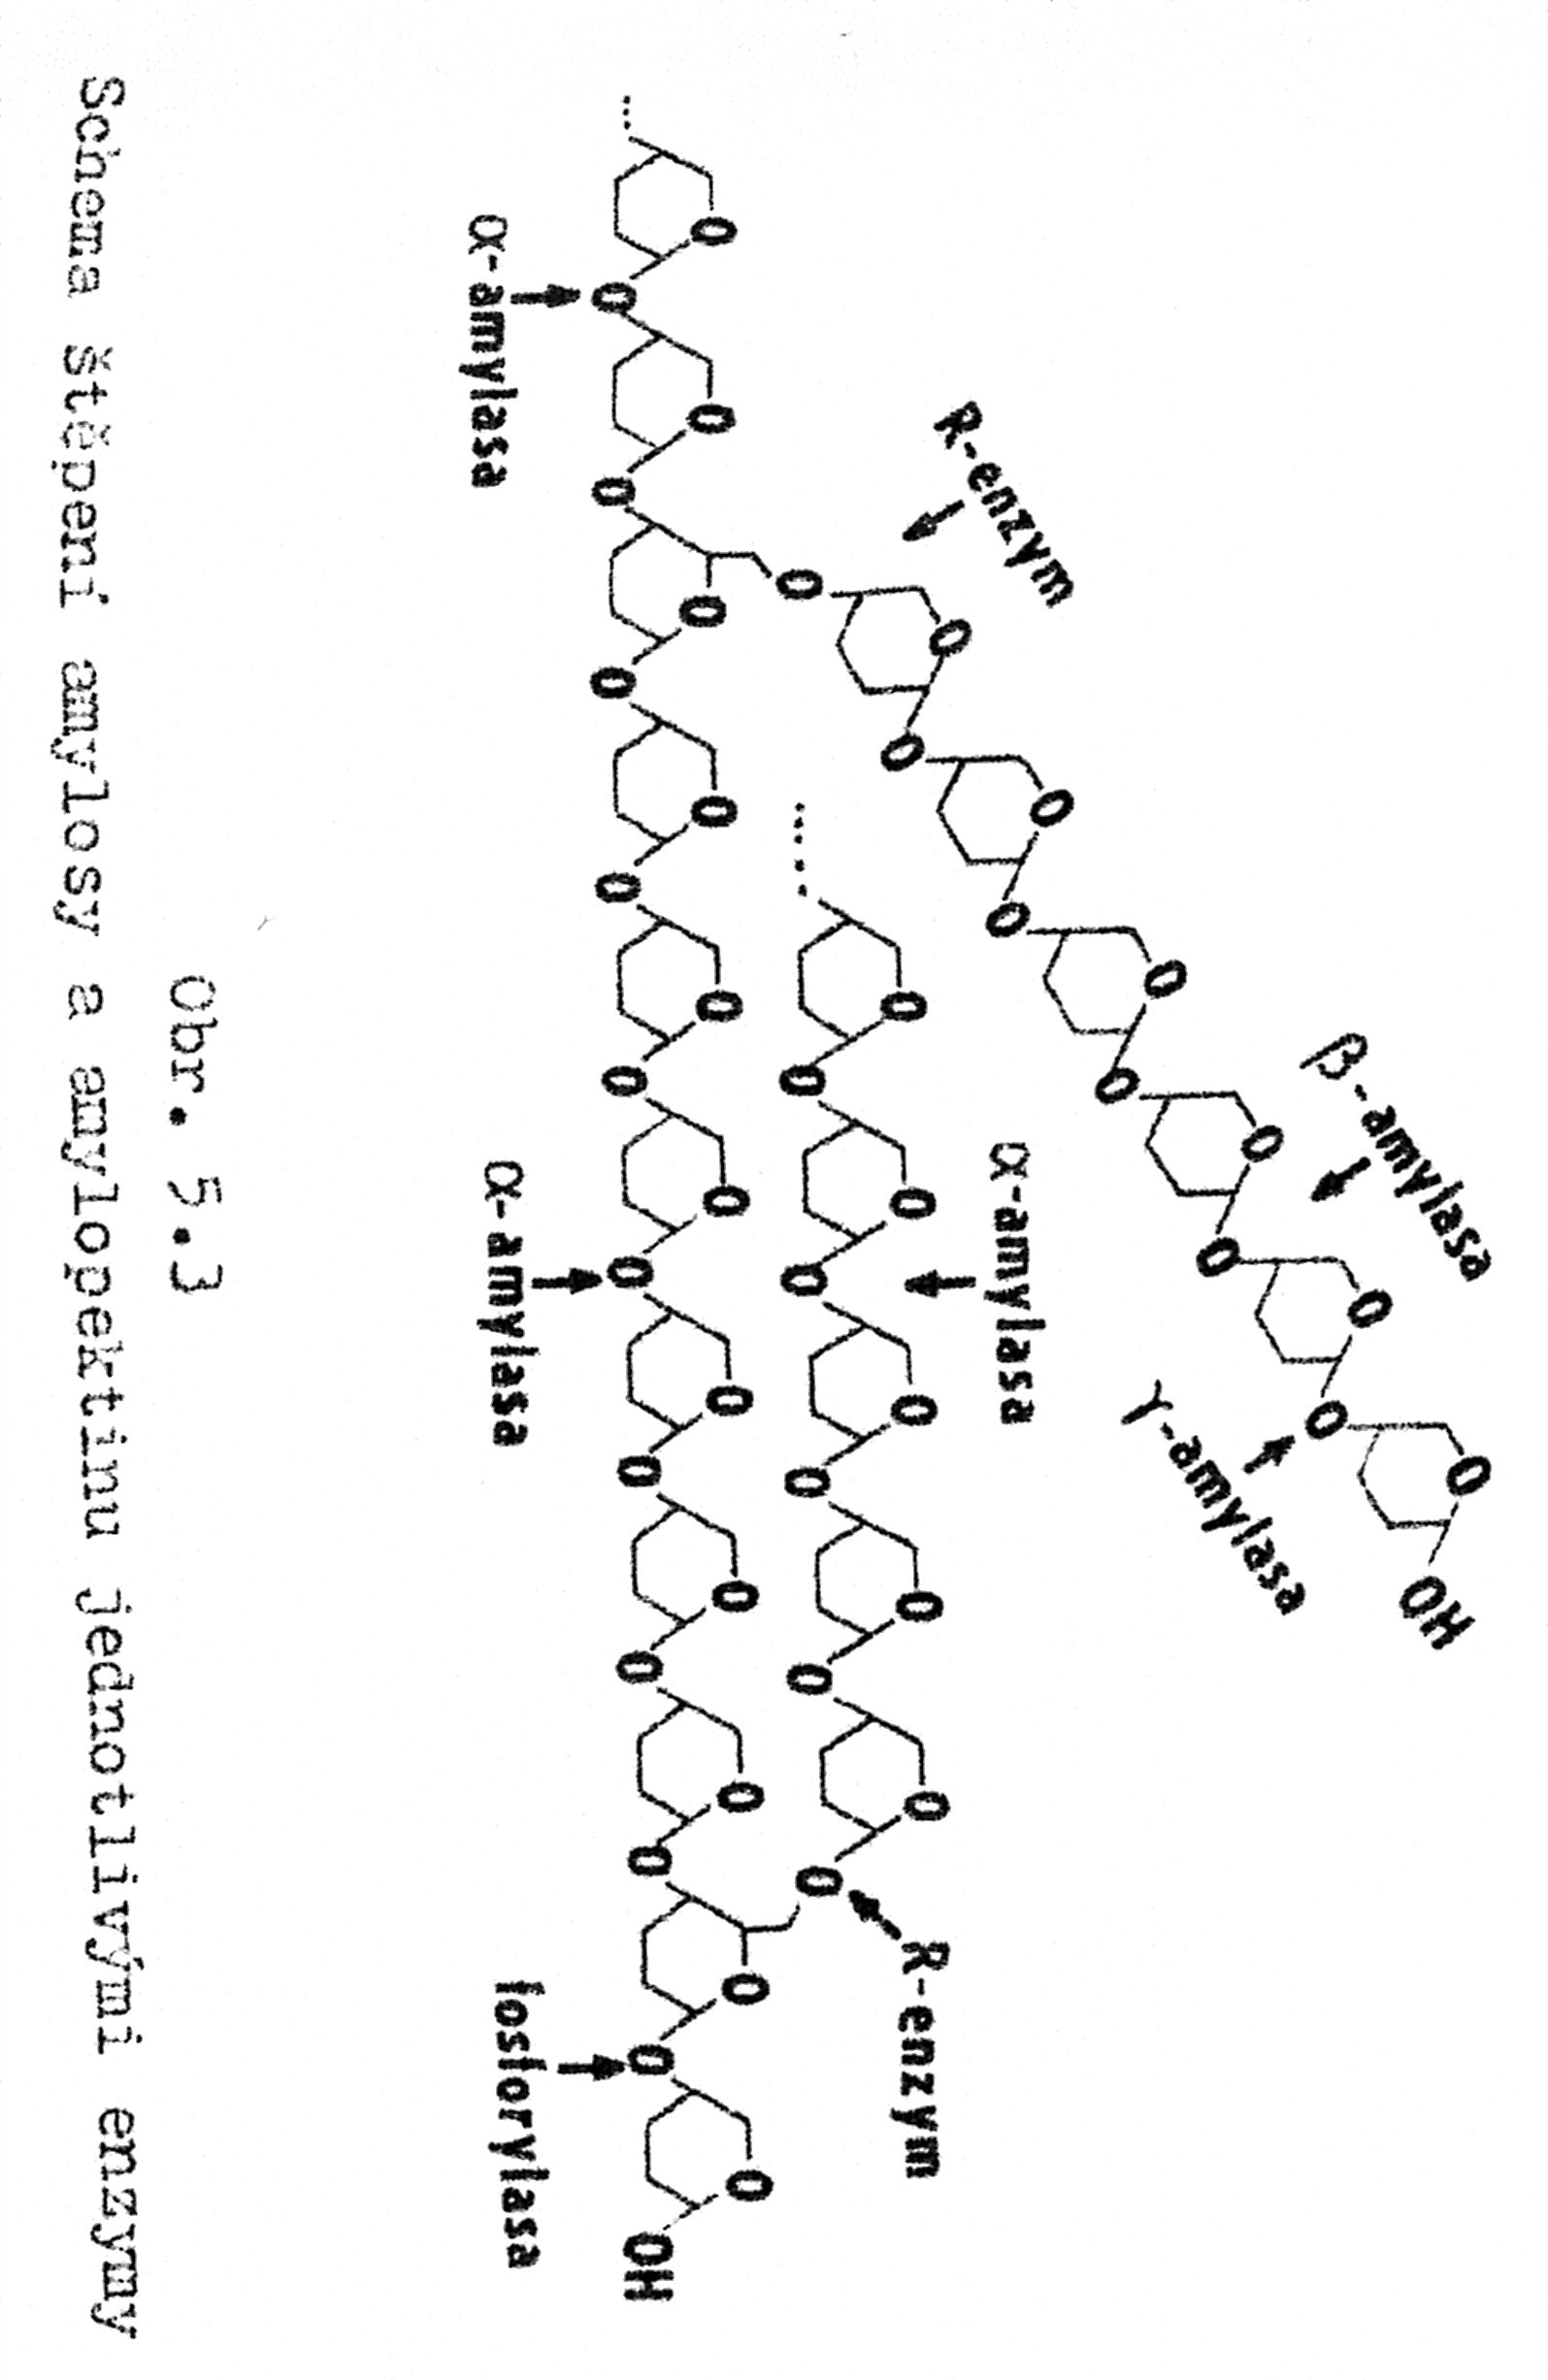 R-enzym
β-amylasa
α-amylasa
γ-amylasa
OH
R-enzym
α-amylasa
α-amylasa
fosforylasa
OH
O O O O O O O O O O O
O O O O O O O O O O
O O O O O
O O O O O
O O O O O O
O O O O O O
Obr. 5.3
Schema štěpení amylosy a amylopektinu jednotlivými enzymy